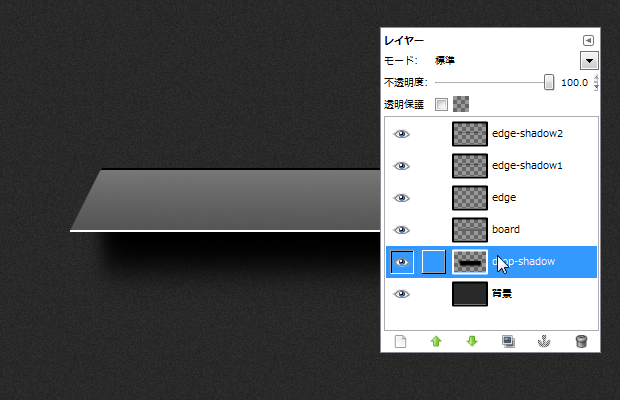 レイヤー
モード: 標準
不透明度: 100.0
透明保護
edge-shadow2
edge-shadow1
edge
board
drop-shadow
背景